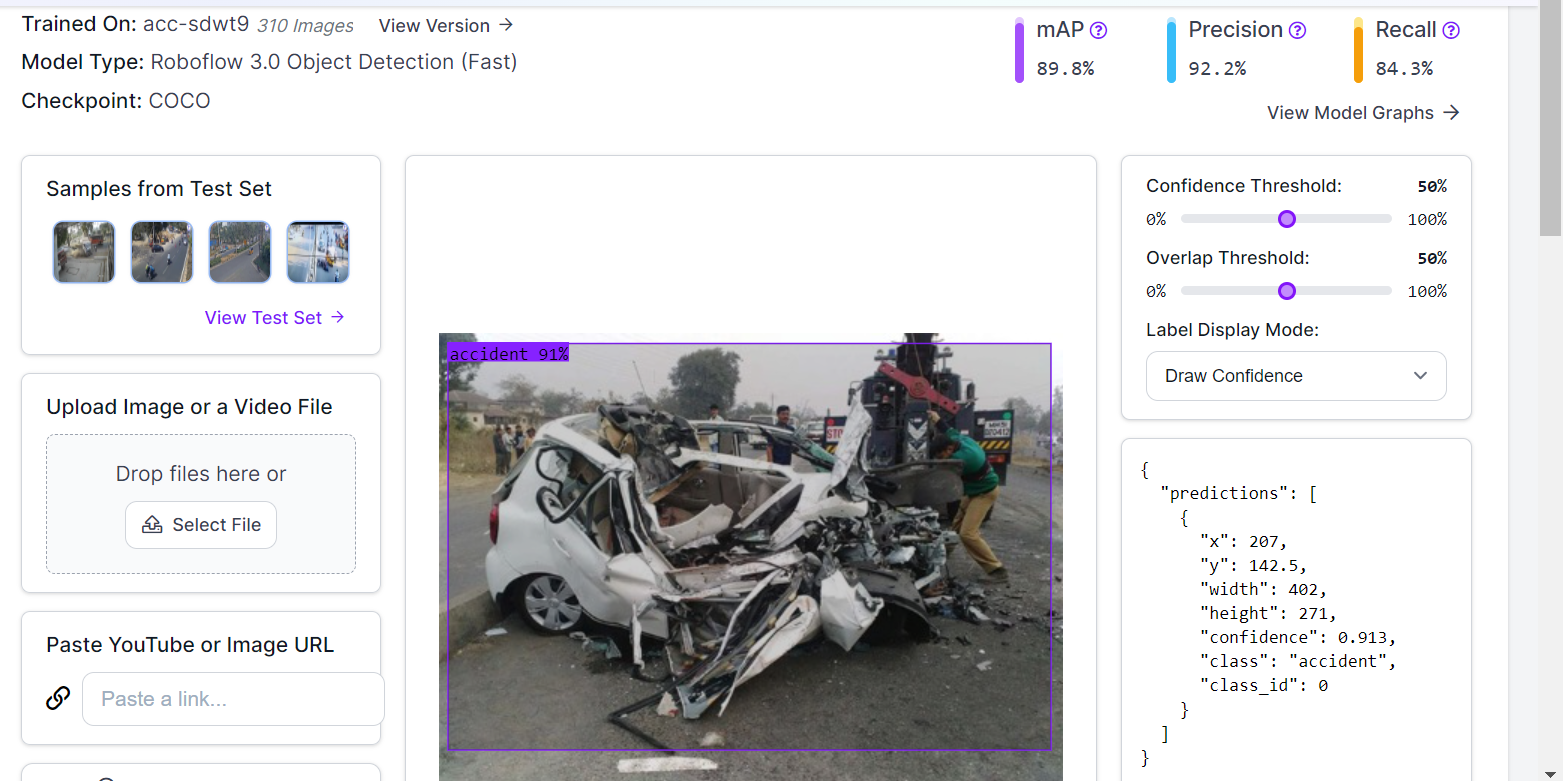 Trained On: acc-sdwt9 310 Images View Version →
Model Type: Roboflow 3.0 Object Detection (Fast)
Checkpoint: COCO
mAP ?
89.8%
Precision ?
92.2%
Recall ?
84.3%
View Model Graphs →
Samples from Test Set
View Test Set →
Upload Image or a Video File
Drop files here or
Select File
Paste YouTube or Image URL
Paste a link...
accident 91%
Confidence Threshold: 50%
0% 100%
Overlap Threshold: 50%
0% 100%
Label Display Mode:
Draw Confidence
{
"predictions": [
{
"x": 207,
"y": 142.5,
"width": 402,
"height": 271,
"confidence": 0.913,
"class": "accident",
"class_id": 0
}
]
}